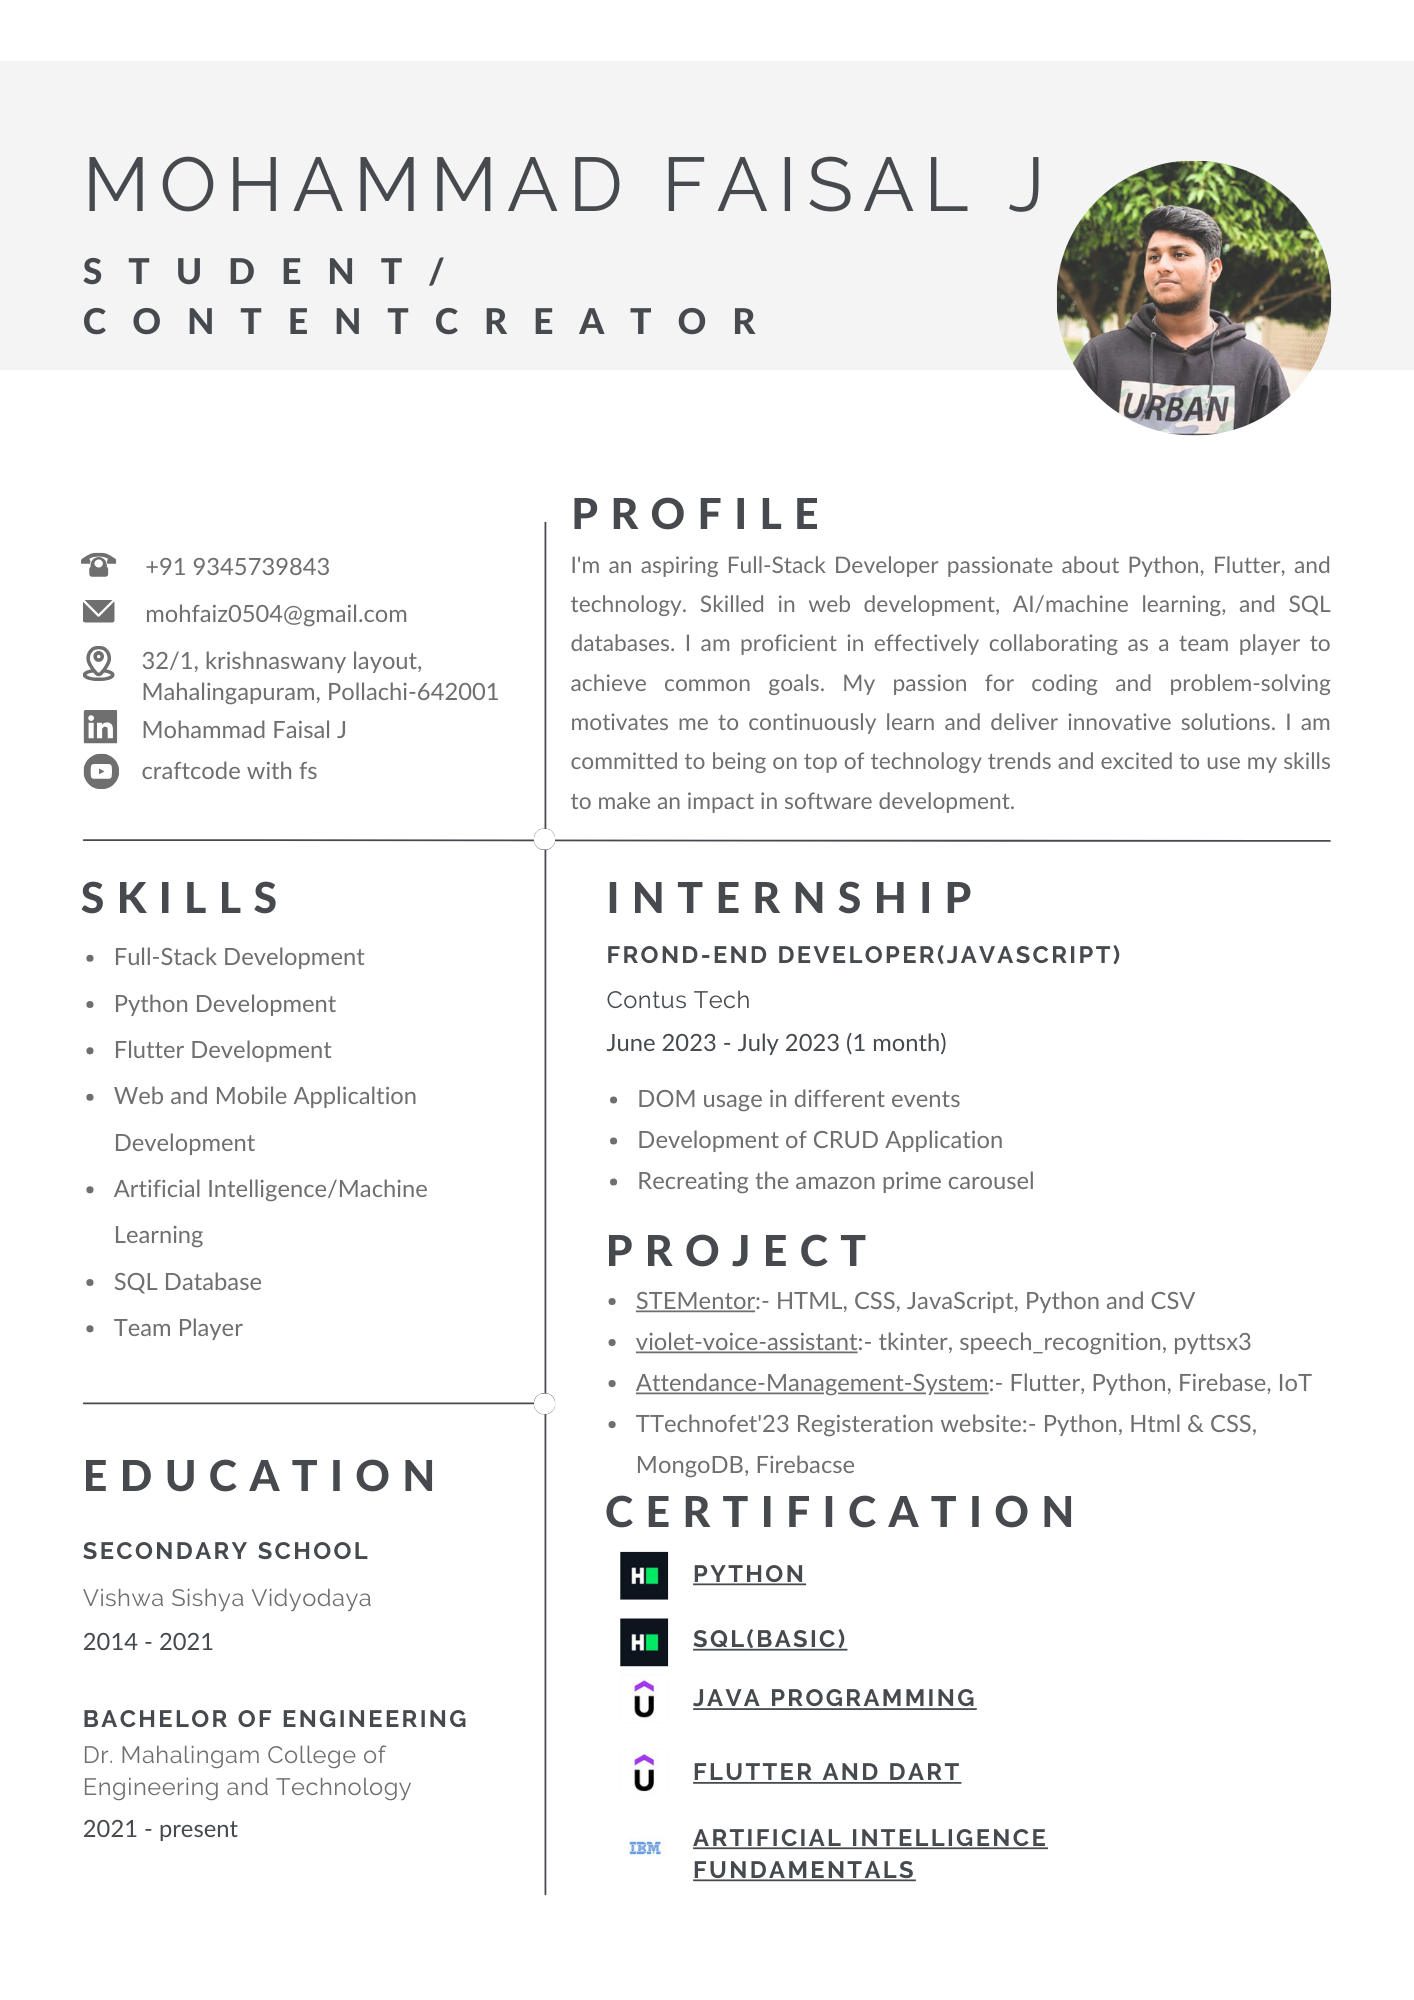 MOHAMMAD FAISAL J
STUDENT/
CONTENTCREATOR
URBAN
+91 9345739843
mohfaiz0504@gmail.com
32/1, krishnaswany layout,
Mahalingapuram, Pollachi-642001
in
Mohammad Faisal J
craftcode with fs
PROFILE
I'm an aspiring Full-Stack Developer passionate about Python, Flutter, and
technology. Skilled in web development, AI/machine learning, and SQL
databases. I am proficient in effectively collaborating as a team player to
achieve common goals. My passion for coding and problem-solving
motivates me to continuously learn and deliver innovative solutions. I am
committed to being on top of technology trends and excited to use my skills
to make an impact in software development.
SKILLS
• Full-Stack Development
• Python Development
• Flutter Development
• Web and Mobile Applicaltion
Development
• Artificial Intelligence/Machine
Learning
• SQL Database
• Team Player
EDUCATION
SECONDARY SCHOOL
Vishwa Sishya Vidyodaya
2014 - 2021
BACHELOR OF ENGINEERING
Dr. Mahalingam College of
Engineering and Technology
2021 - present
INTERNSHIP
FROND-END DEVELOPER(JAVASCRIPT)
Contus Tech
June 2023 - July 2023 (1 month)
• DOM usage in different events
• Development of CRUD Application
• Recreating the amazon prime carousel
PROJECT
• STEMentor:- HTML, CSS, JavaScript, Python and CSV
• violet-voice-assistant:- tkinter, speech_recognition, pyttsx3
• Attendance-Management-System:- Flutter, Python, Firebase, IoT
• TTechnofet'23 Registeration website:- Python, Html & CSS,
MongoDB, Firebacse
CERTIFICATION
H PYTHON
H SQL(BASIC)
U JAVA PROGRAMMING
U FLUTTER AND DART
IBM ARTIFICIAL INTELLIGENCE
FUNDAMENTALS